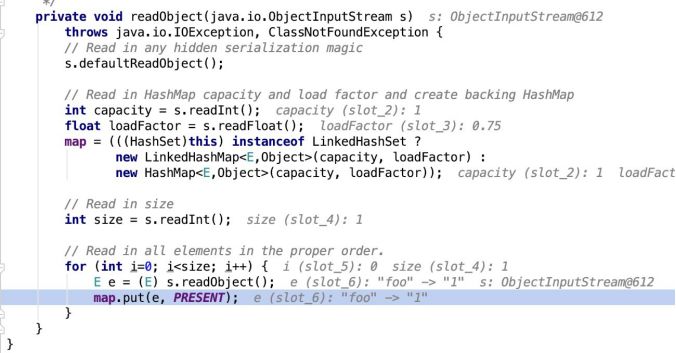 */
private void readObject(java.io.ObjectInputStream s) s: ObjectInputStream@612
throws java.io.IOException, ClassNotFoundException {
// Read in any hidden serialization magic
s.defaultReadObject();
// Read in HashMap capacity and load factor and create backing HashMap
int capacity = s.readInt(); capacity (slot_2): 1
float loadFactor = s.readFloat(); loadFactor (slot_3): 0.75
map = (((HashSet)this) instanceof LinkedHashSet ?
new LinkedHashMap<E,Object>(capacity, loadFactor) :
new HashMap<E,Object>(capacity, loadFactor)); capacity (slot_2): 1 loadFact
// Read in size
int size = s.readInt(); size (slot_4): 1
// Read in all elements in the proper order.
for (int i=0; i<size; i++) { i (slot_5): 0 size (slot_4): 1
E e = (E) s.readObject(); e (slot_6): "foo" -> "1" s: ObjectInputStream@612
map.put(e, PRESENT); e (slot_6): "foo" -> "1"
}
}
}